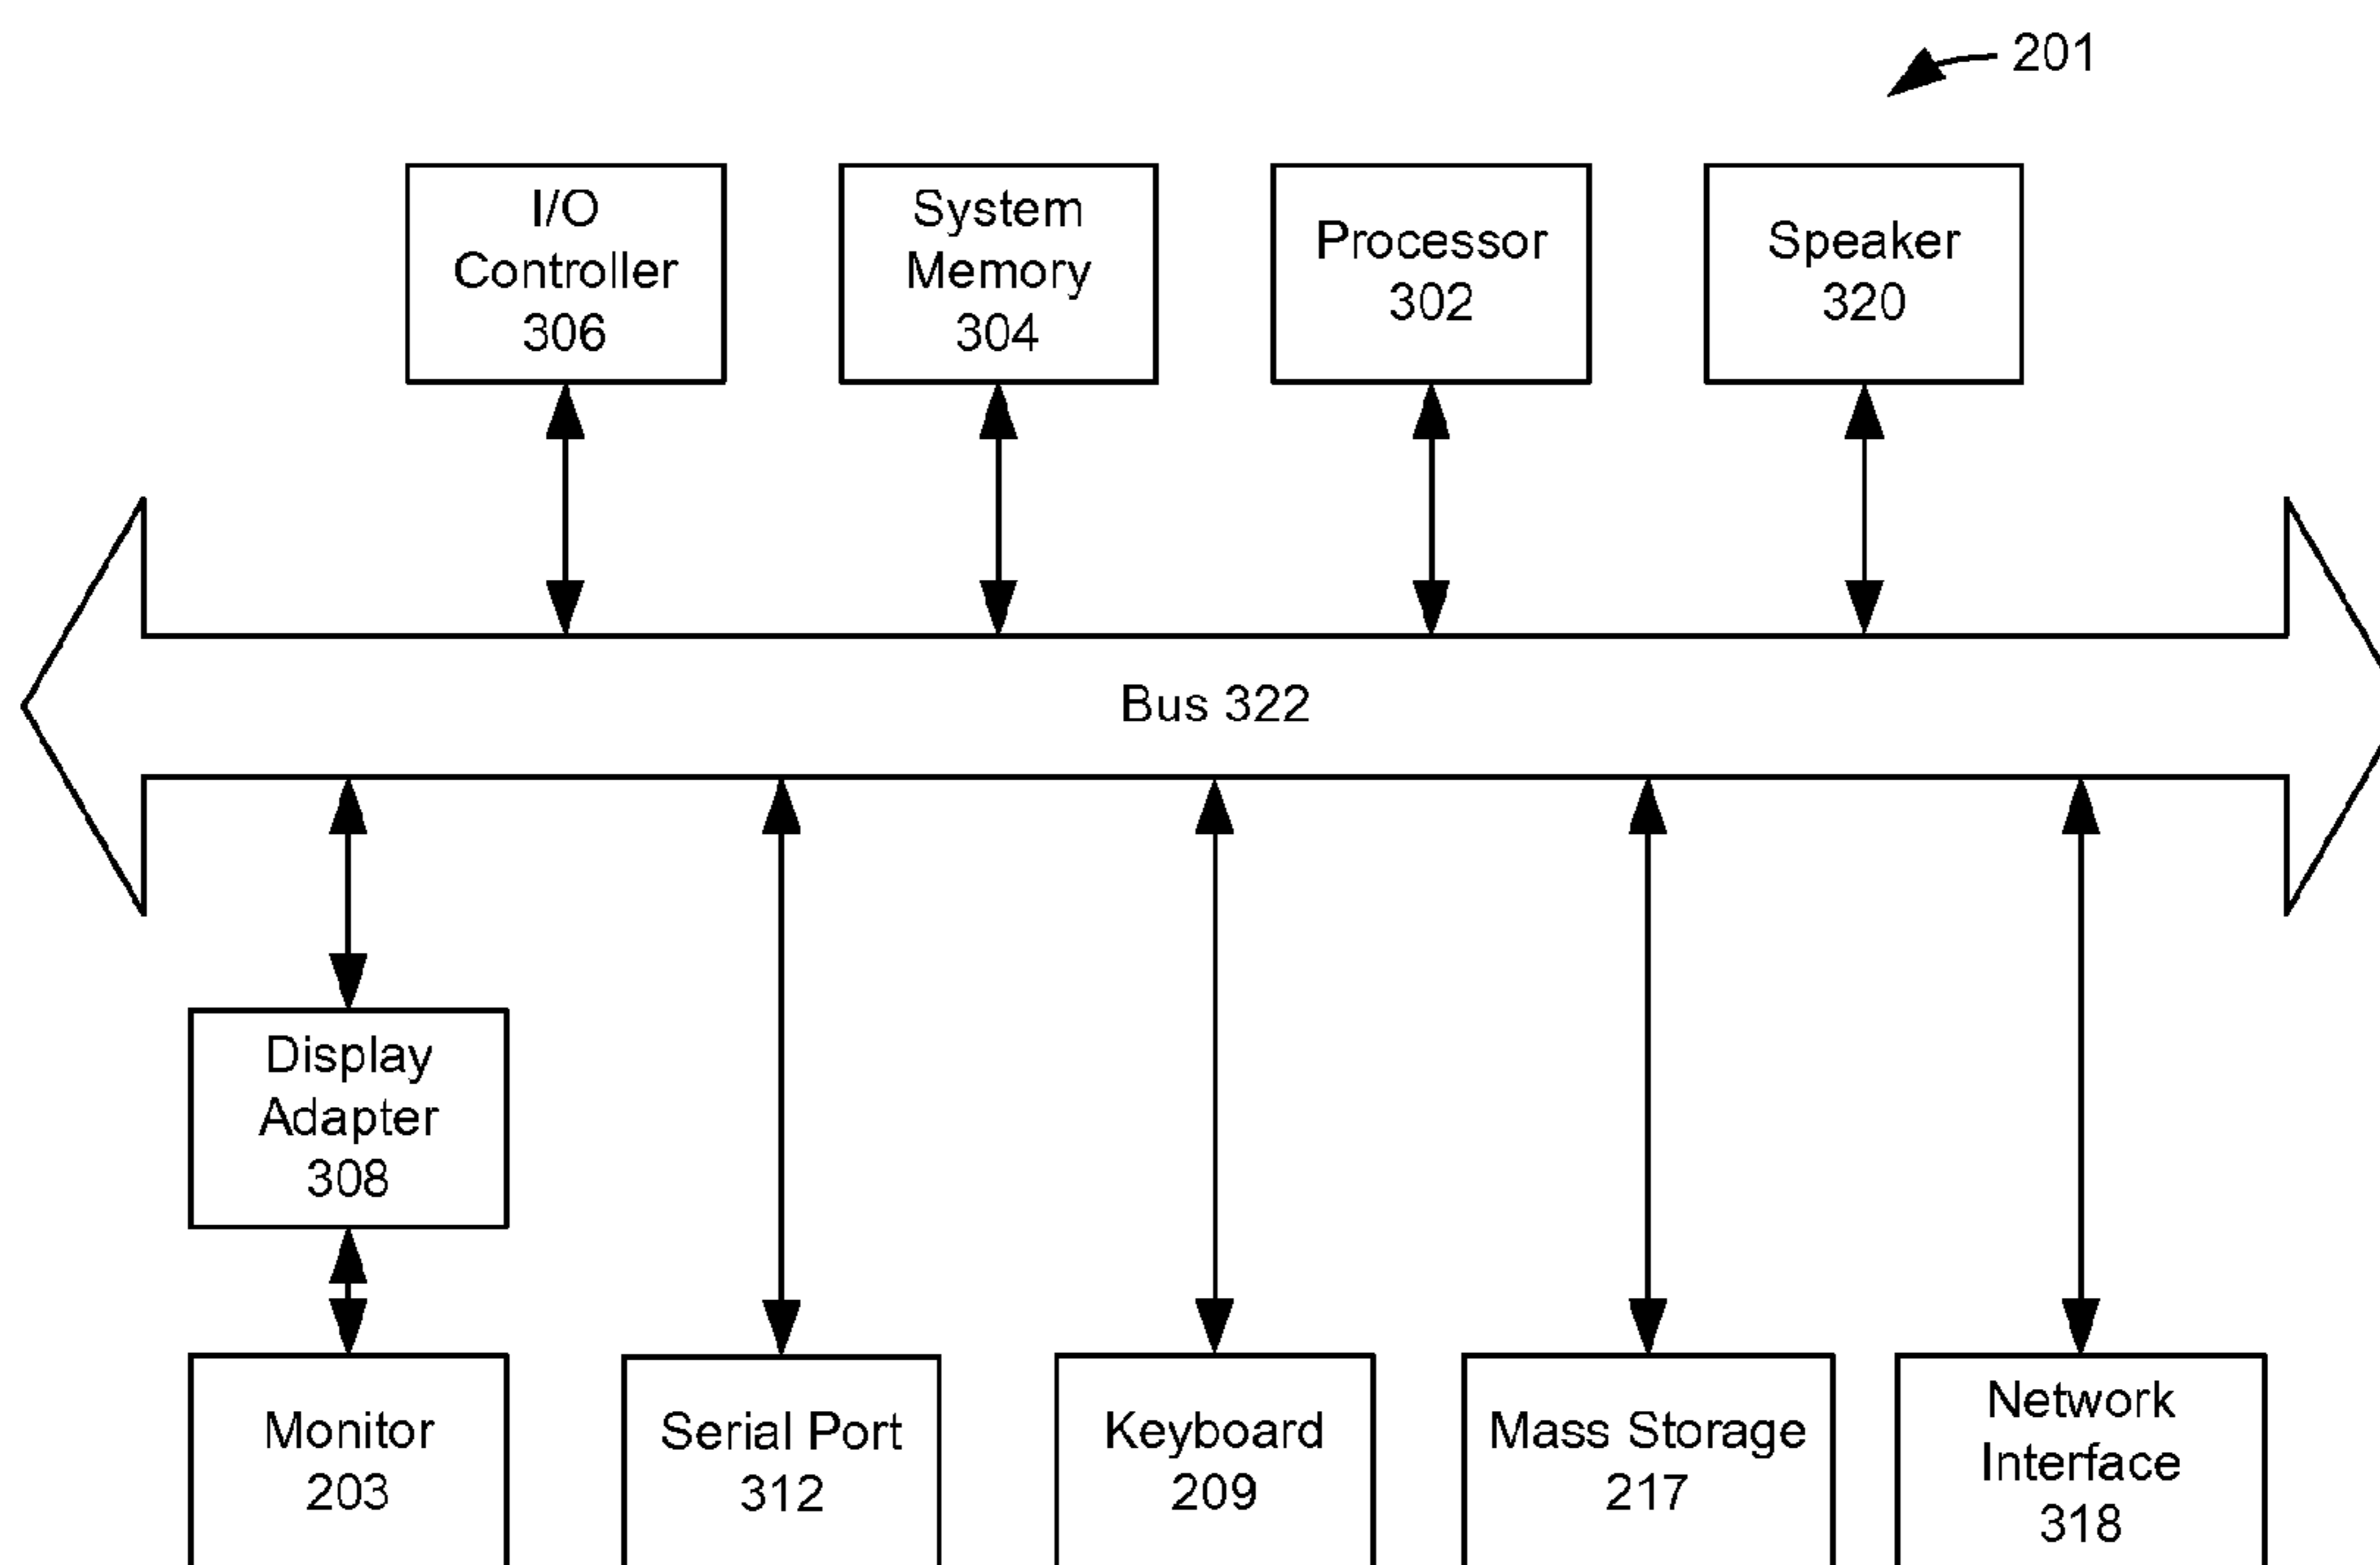 201
I/O
Controller
306
System
Memory
304
Processor
302
Speaker
320
Bus 322
Display
Adapter
308
Monitor
203
Serial Port
312
Keyboard
209
Mass Storage
217
Network
Interface
318